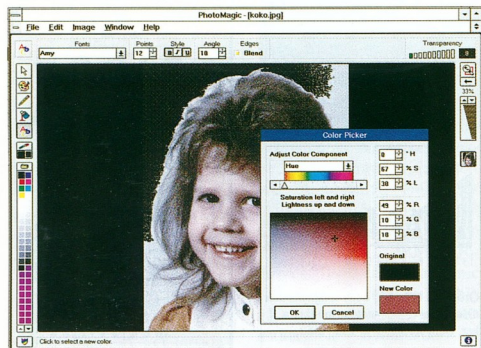 PhotoMagic - [koko.jpg]
File Edit Image Window Help
Fonts Points Style Angle Edges Transparency
Amy 12 B I U 18 Blend 0
33%
Color Picker
Adjust Color Component
Hue
Saturation left and right
Lightness up and down
0 ° H
67 % S
30 % L
49 % R
10 % G
10 % B
Original
New Color
OK Cancel
Click to select a new color.